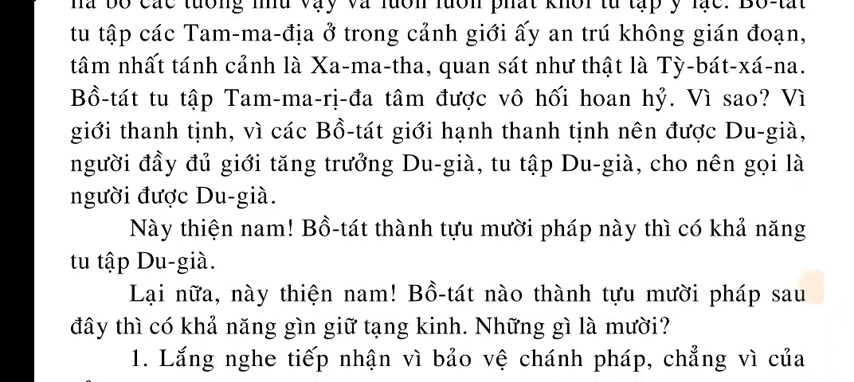 tu tập các Tam-ma-địa ở trong cảnh giới ấy an trú không gián đoạn,
tâm nhất tánh cảnh là Xa-ma-tha, quan sát như thật là Tỳ-bát-xá-na.
Bồ-tát tu tập Tam-ma-rị-đa tâm được vô hối hoan hỷ. Vì sao? Vì
giới thanh tịnh, vì các Bồ-tát giới hạnh thanh tịnh nên được Du-già,
người đầy đủ giới tăng trưởng Du-già, tu tập Du-già, cho nên gọi là
người được Du-già.
Này thiện nam! Bồ-tát thành tựu mười pháp này thì có khả năng
tu tập Du-già.
Lại nữa, này thiện nam! Bồ-tát nào thành tựu mười pháp sau
đây thì có khả năng gìn giữ tạng kinh. Những gì là mười?
1. Lắng nghe tiếp nhận vì bảo vệ chánh pháp, chẳng vì của